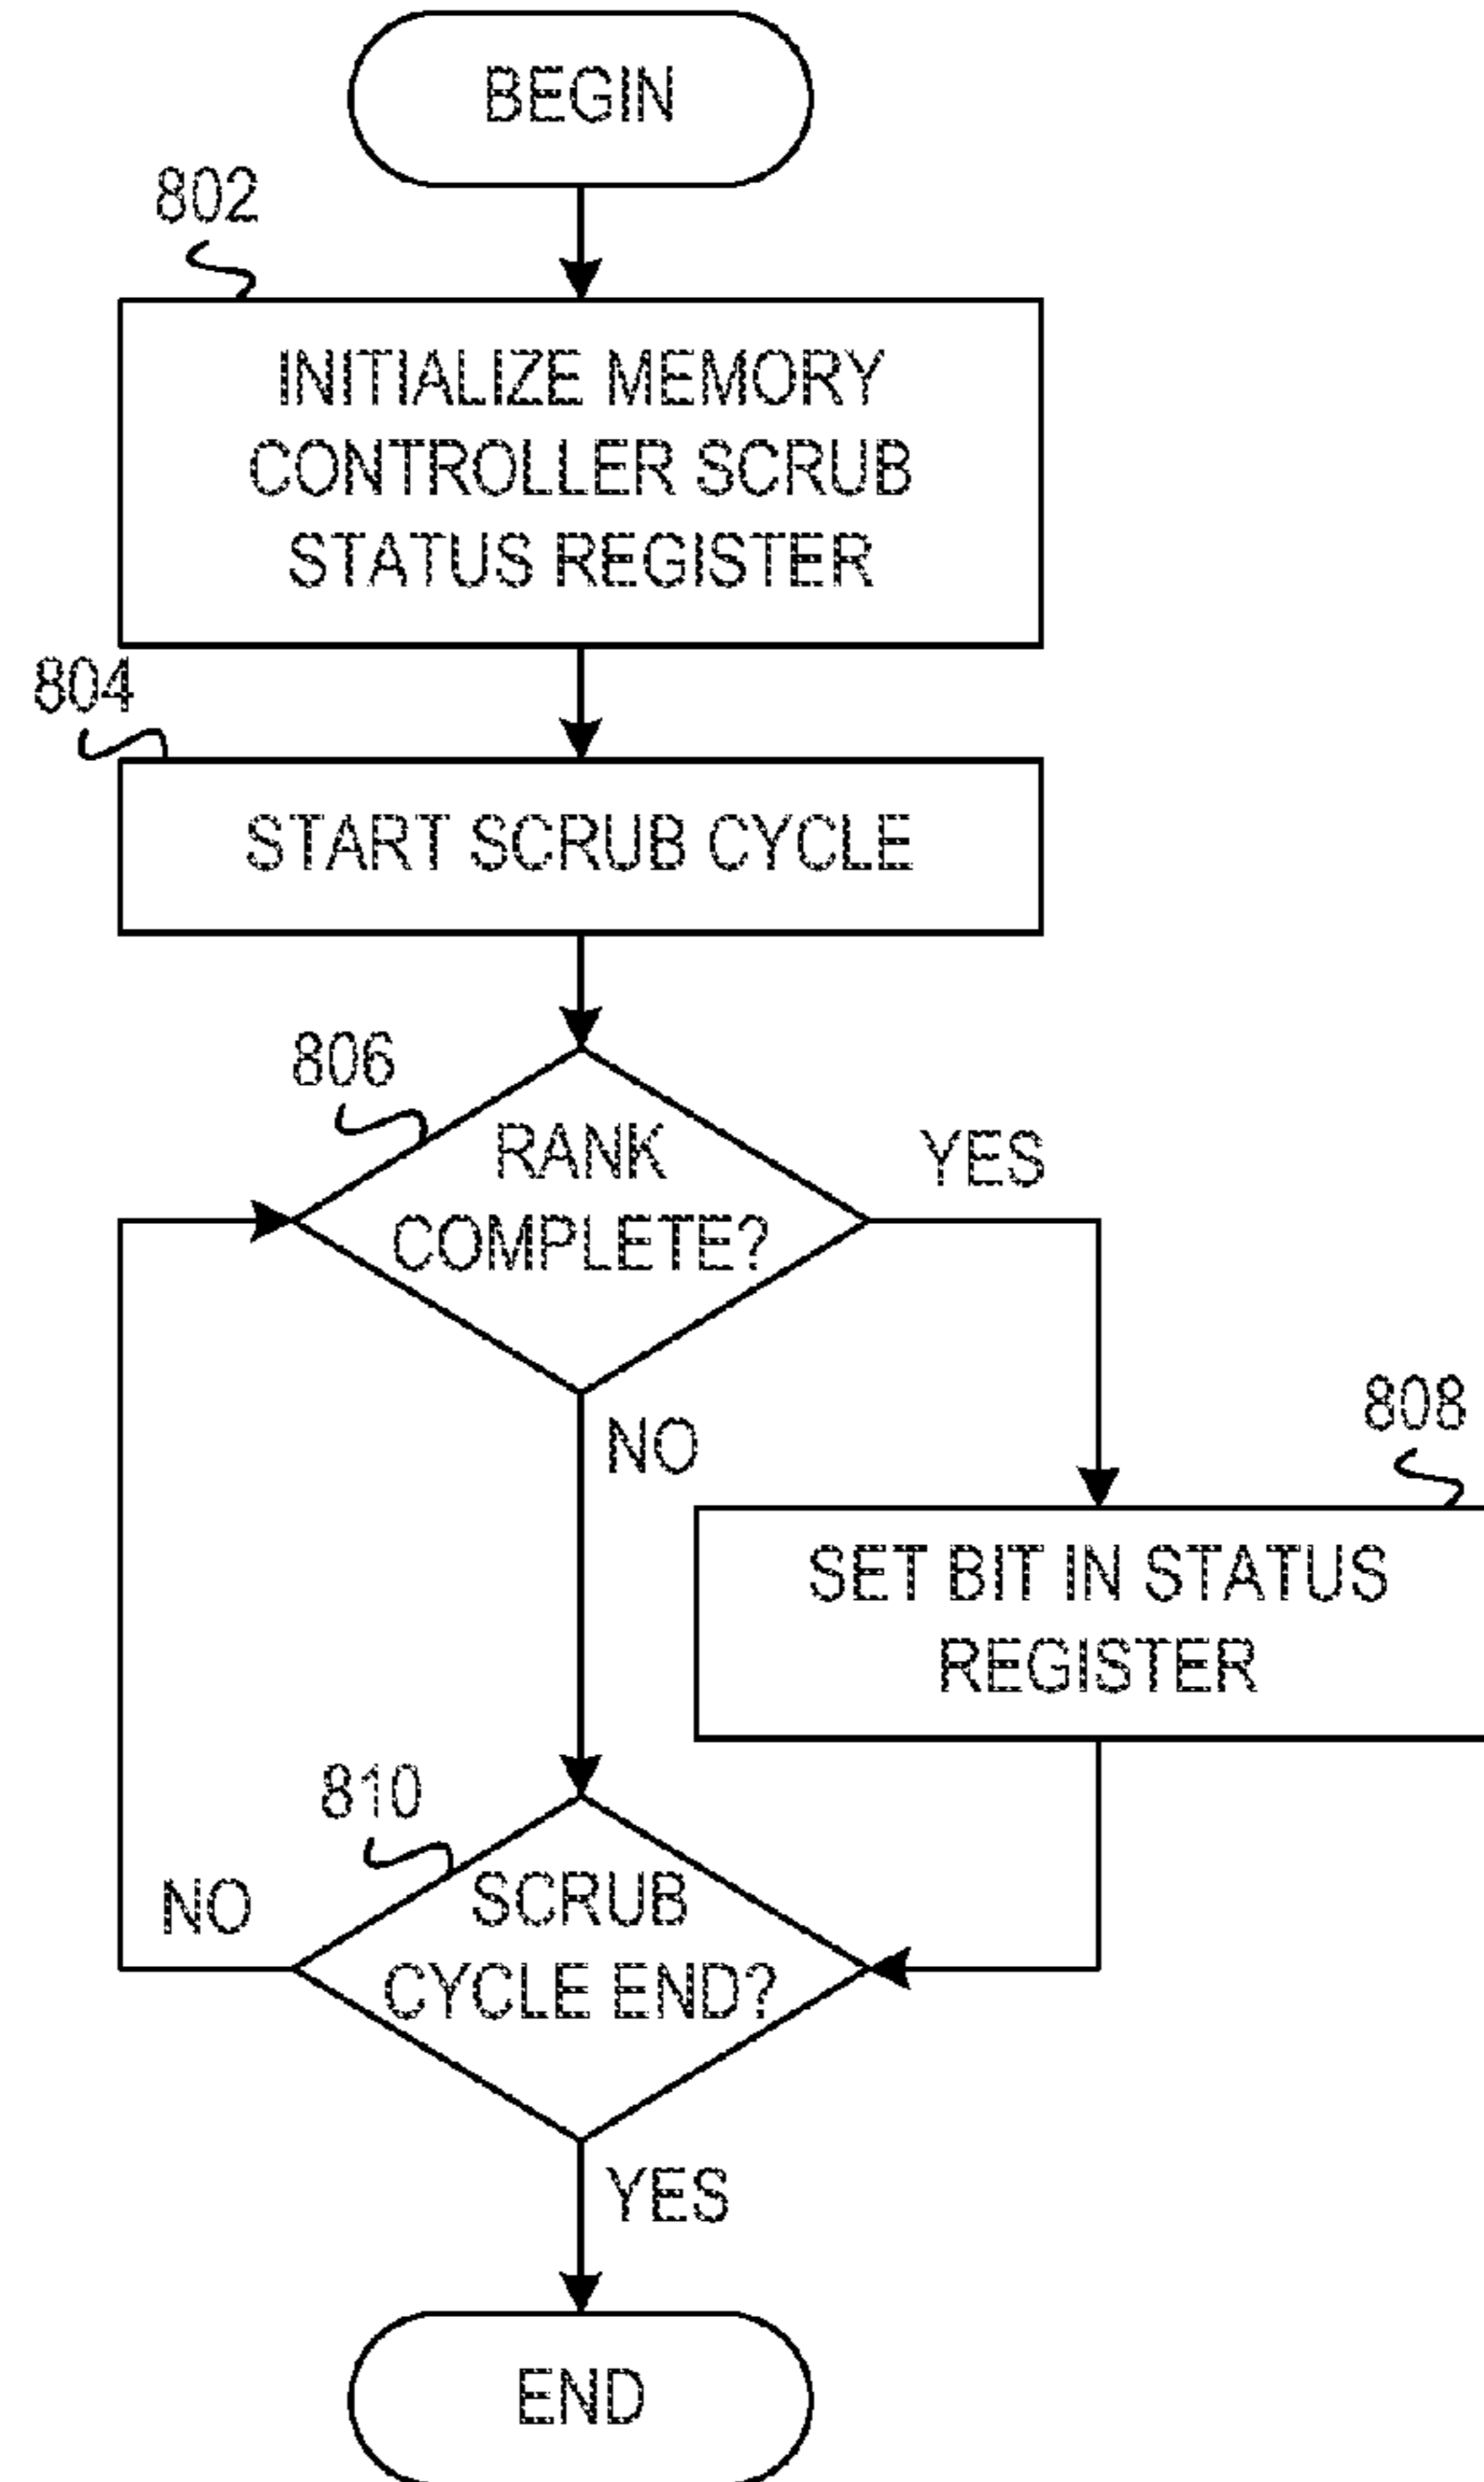 BEGIN
802
INITIALIZE MEMORY
CONTROLLER SCRUB
STATUS REGISTER
804
START SCRUB CYCLE
806
RANK
COMPLETE?
YES
NO
808
SET BIT IN STATUS
REGISTER
810
SCRUB
CYCLE END?
NO
YES
END